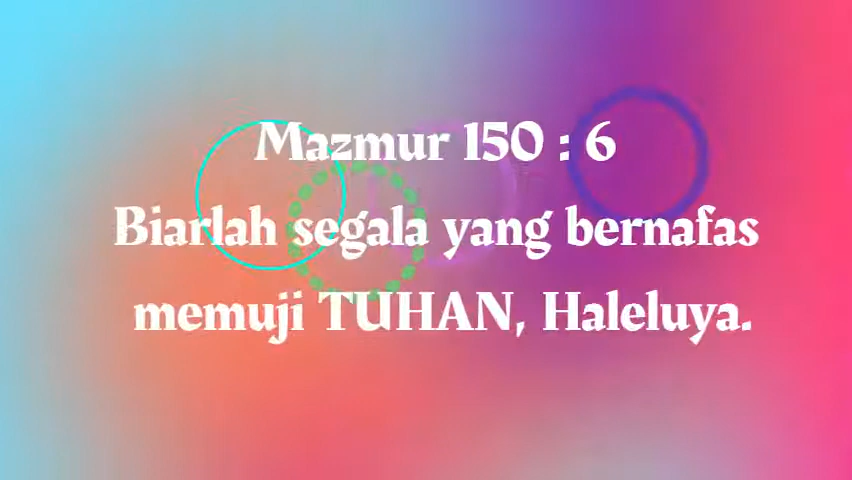 Mazmur 150 : 6
Biarlah segala yang bernafas
memuji TUHAN, Haleluya.